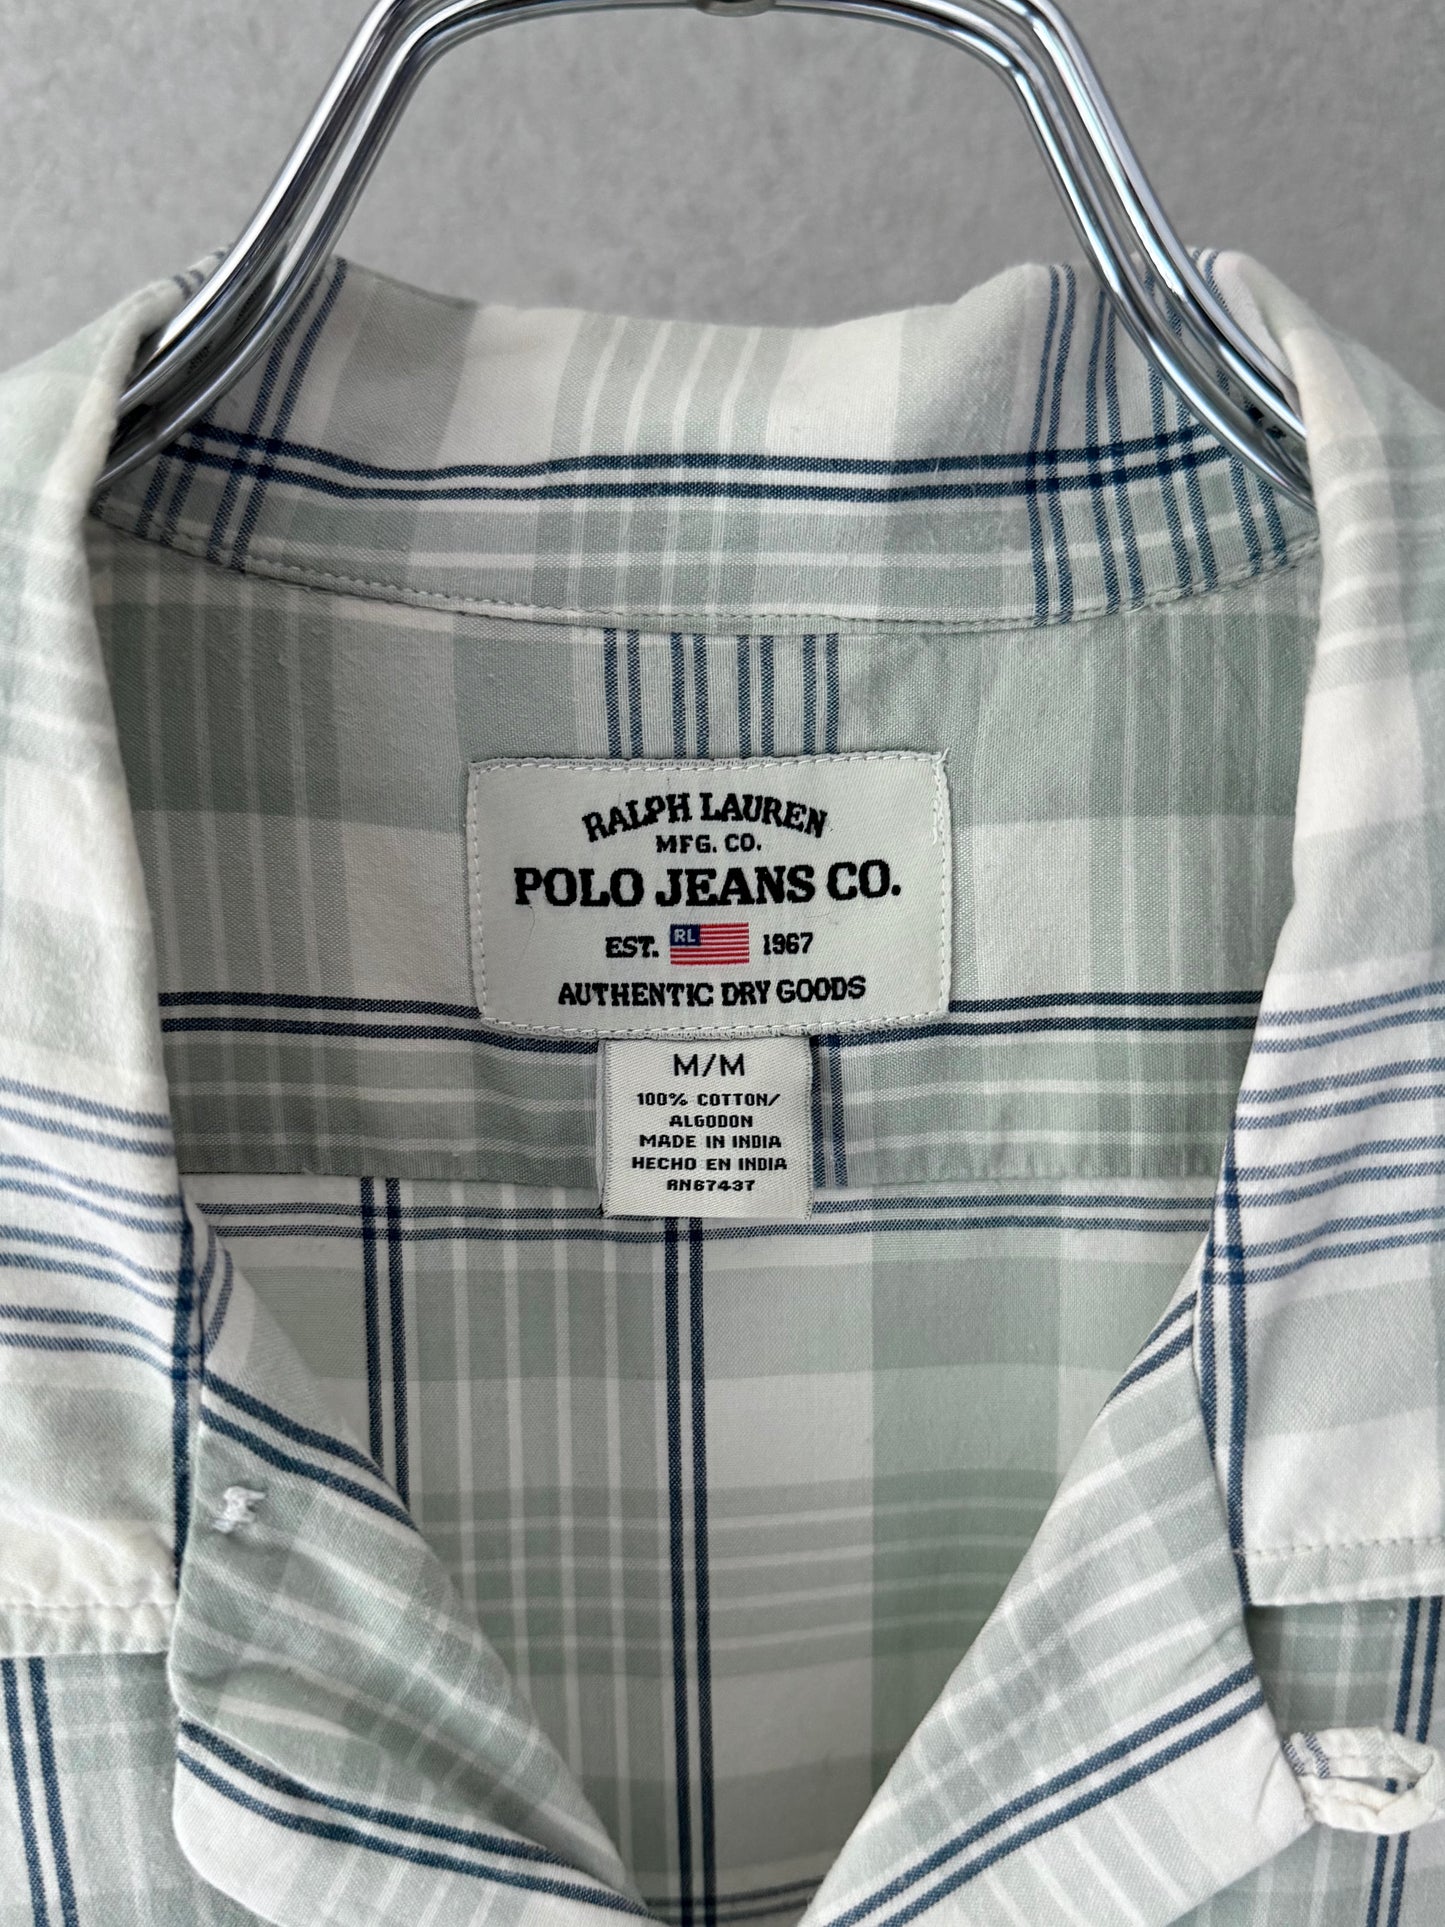 RALPH LAUREN
MFG. CO.
POLO JEANS CO.
EST. RL 1967
AUTHENTIC DRY GOODS
M/M
100% COTTON/
ALGODON
MADE IN INDIA
HECHO EN INDIA
RN67437